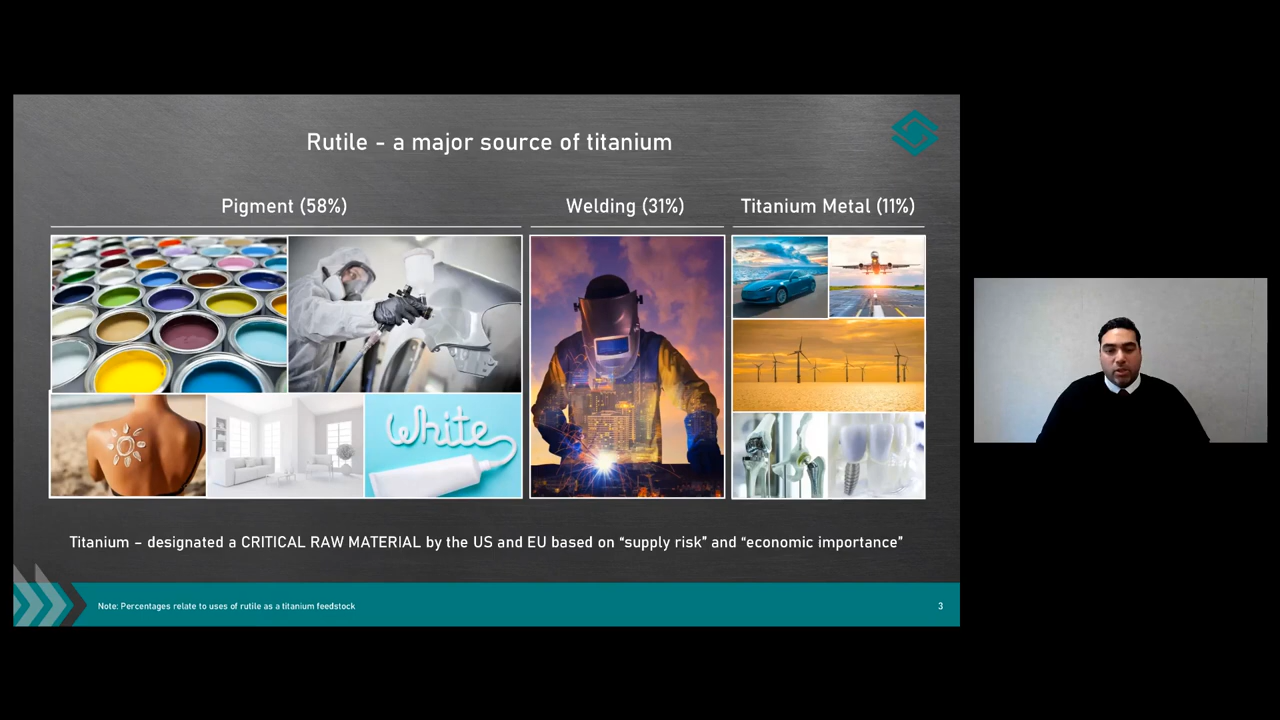 Rutile - a major source of titanium
Pigment (58%)
Welding (31%)
Titanium Metal (11%)
White
Titanium – designated a CRITICAL RAW MATERIAL by the US and EU based on “supply risk” and “economic importance”
Note: Percentages relate to uses of rutile as a titanium feedstock
3